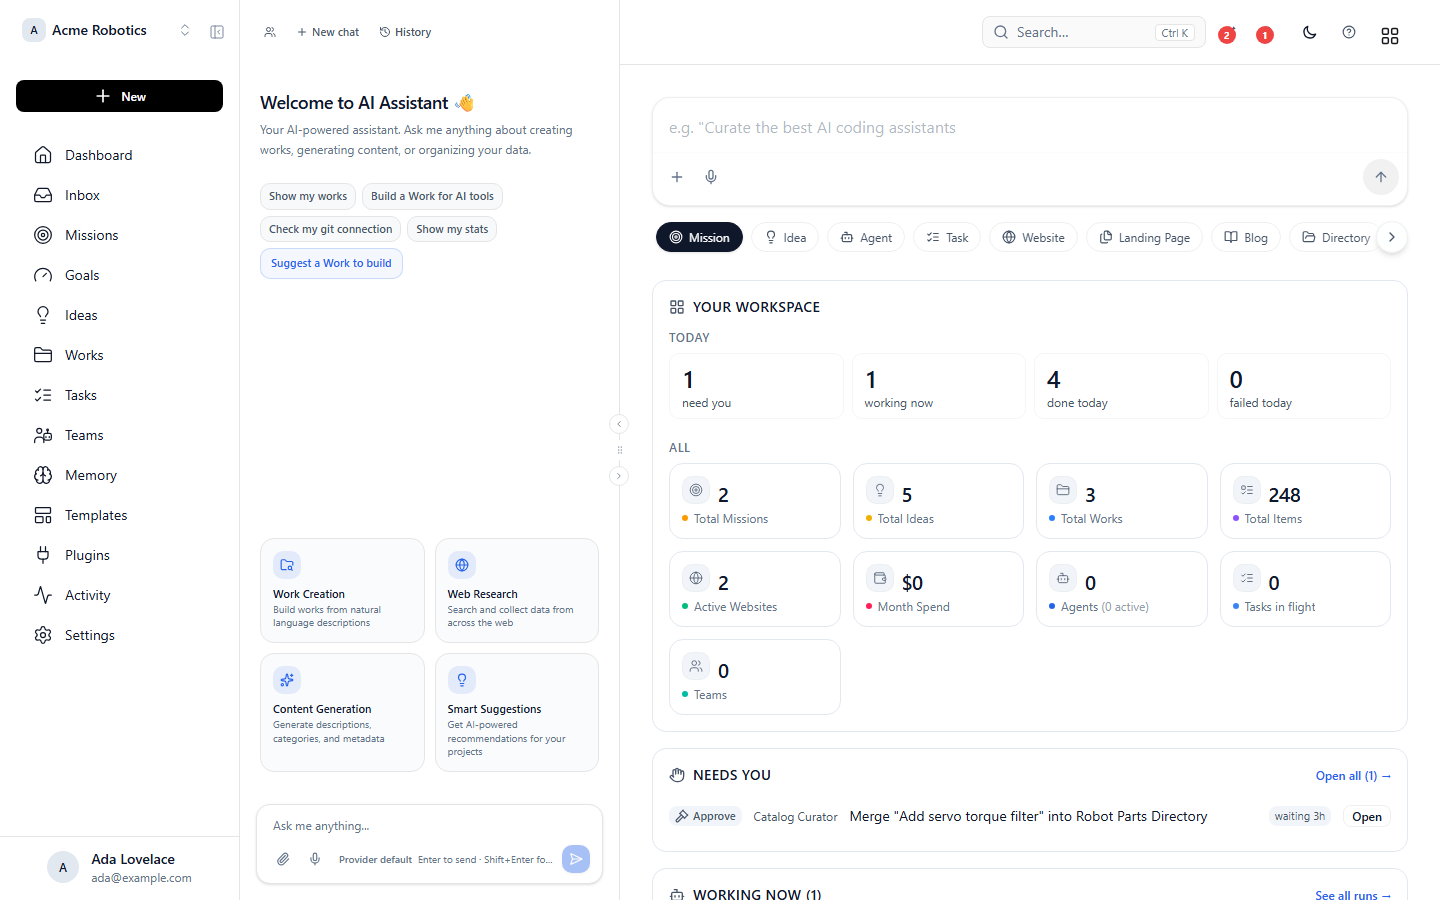 A Acme Robotics
New
Dashboard
Inbox
Missions
Goals
Ideas
Works
Tasks
Teams
Memory
Templates
Plugins
Activity
Settings
A
Ada Lovelace
ada@example.com
New chat
History
Welcome to AI Assistant 👋
Your AI-powered assistant. Ask me anything about creating
works, generating content, or organizing your data.
Show my works
Build a Work for AI tools
Check my git connection
Show my stats
Suggest a Work to build
Work Creation
Build works from natural
language descriptions
Web Research
Search and collect data from
across the web
Content Generation
Generate descriptions,
categories, and metadata
Smart Suggestions
Get AI-powered
recommendations for your
projects
Ask me anything...
Provider default Enter to send · Shift+Enter fo...
Search... Ctrl K
2
1
e.g. "Curate the best AI coding assistants
Mission
Idea
Agent
Task
Website
Landing Page
Blog
Directory
YOUR WORKSPACE
TODAY
1
need you
1
working now
4
done today
0
failed today
ALL
2
Total Missions
5
Total Ideas
3
Total Works
248
Total Items
2
Active Websites
$0
Month Spend
0
Agents (0 active)
0
Tasks in flight
0
Teams
NEEDS YOU
Open all (1) →
Approve Catalog Curator Merge "Add servo torque filter" into Robot Parts Directory waiting 3h Open
WORKING NOW (1)
See all runs →